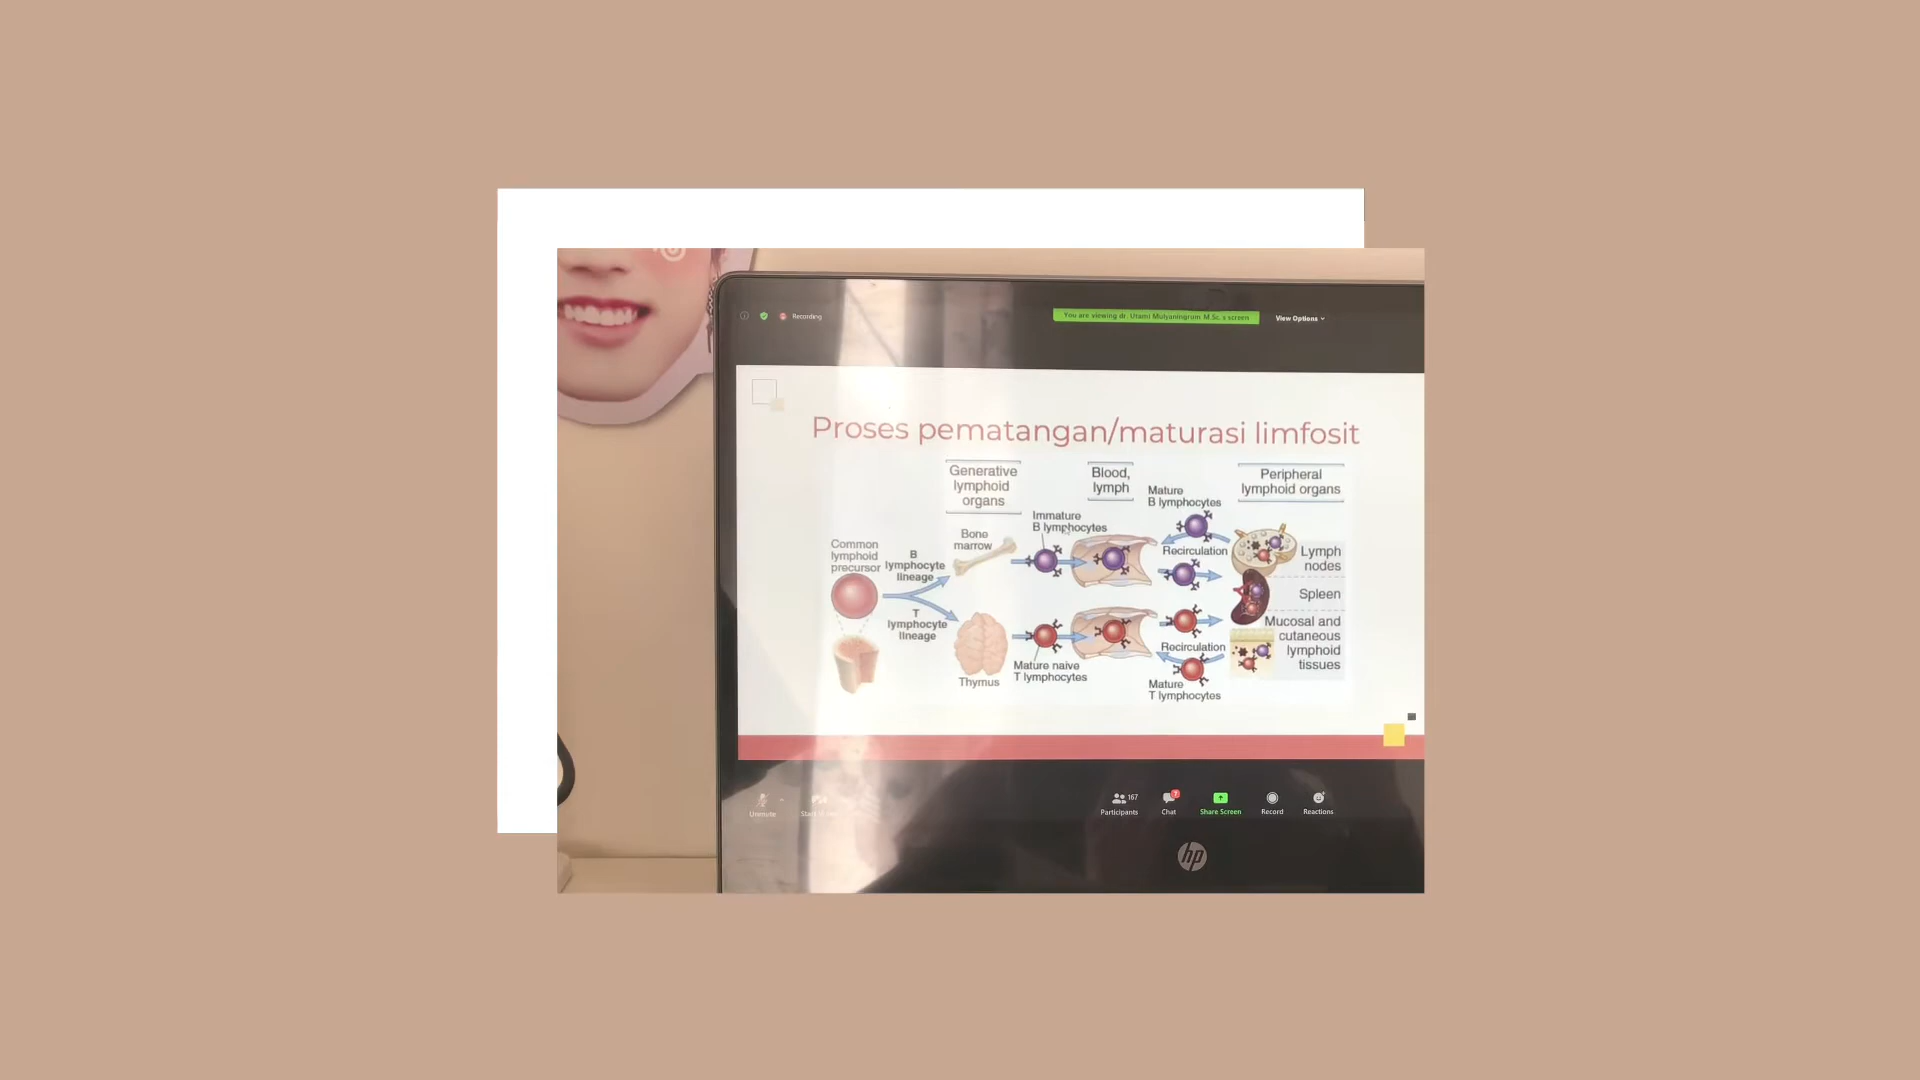 Recording
You are viewing dr. Utami Mulyaningrum M.Sc.'s screen
View Options
Proses pematangan/maturasi limfosit
Generative
lymphoid
organs
Blood,
lymph
Peripheral
lymphoid organs
Common
lymphoid
precursor
B
lymphocyte
lineage
T
lymphocyte
lineage
Bone
marrow
Thymus
Immature
B lymphocytes
Mature naive
T lymphocytes
Mature
B lymphocytes
Recirculation
Recirculation
Mature
T lymphocytes
Lymph
nodes
Spleen
Mucosal and
cutaneous
lymphoid
tissues
Unmute
167
Participants
7
Chat
Share Screen
Record
Reactions
hp